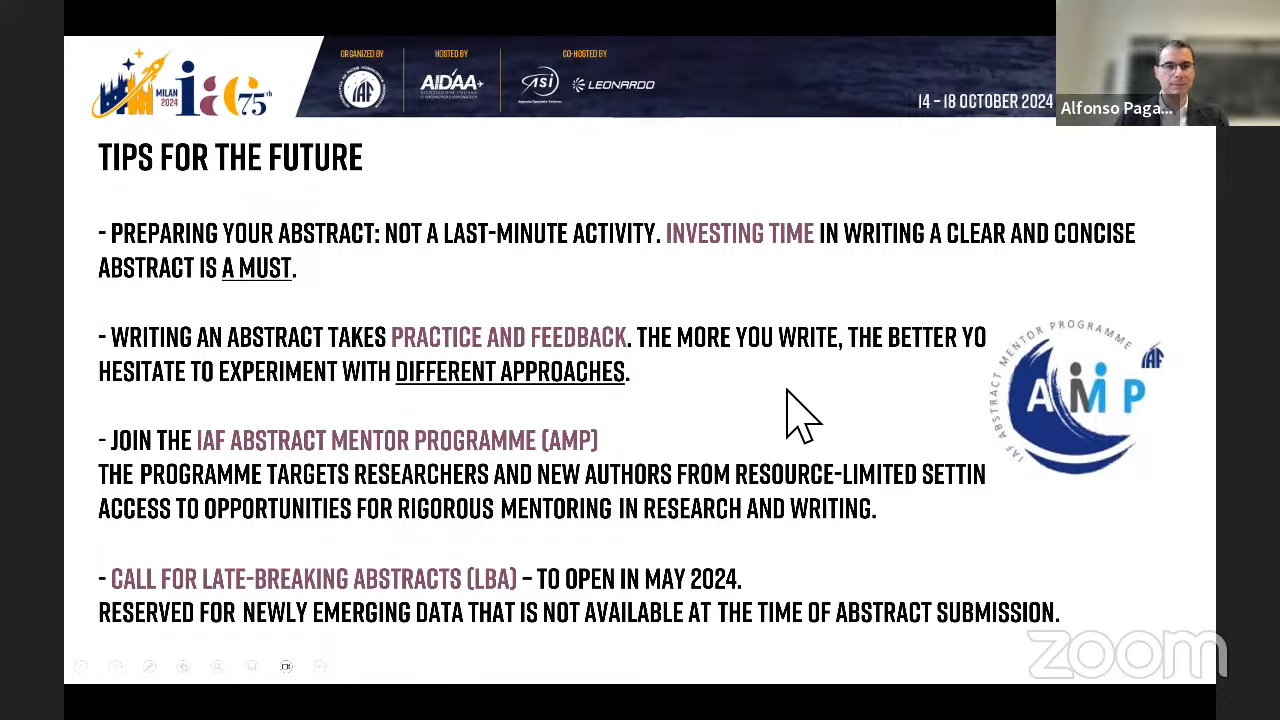 ORGANIZED BY
HOSTED BY
CO-HOSTED BY
MILAN
2024
iac 75th
IAF
AIDAA
asi
LEONARDO
14 – 18 OCTOBER 2024
Alfonso Paga...
TIPS FOR THE FUTURE
- PREPARING YOUR ABSTRACT: NOT A LAST-MINUTE ACTIVITY. INVESTING TIME IN WRITING A CLEAR AND CONCISE
ABSTRACT IS A MUST.
- WRITING AN ABSTRACT TAKES PRACTICE AND FEEDBACK. THE MORE YOU WRITE, THE BETTER YO
HESITATE TO EXPERIMENT WITH DIFFERENT APPROACHES.
IAF ABSTRACT MENTOR PROGRAMME
IAF
AMP
- JOIN THE IAF ABSTRACT MENTOR PROGRAMME (AMP)
THE PROGRAMME TARGETS RESEARCHERS AND NEW AUTHORS FROM RESOURCE-LIMITED SETTIN
ACCESS TO OPPORTUNITIES FOR RIGOROUS MENTORING IN RESEARCH AND WRITING.
- CALL FOR LATE-BREAKING ABSTRACTS (LBA) – TO OPEN IN MAY 2024.
RESERVED FOR NEWLY EMERGING DATA THAT IS NOT AVAILABLE AT THE TIME OF ABSTRACT SUBMISSION.
zoom